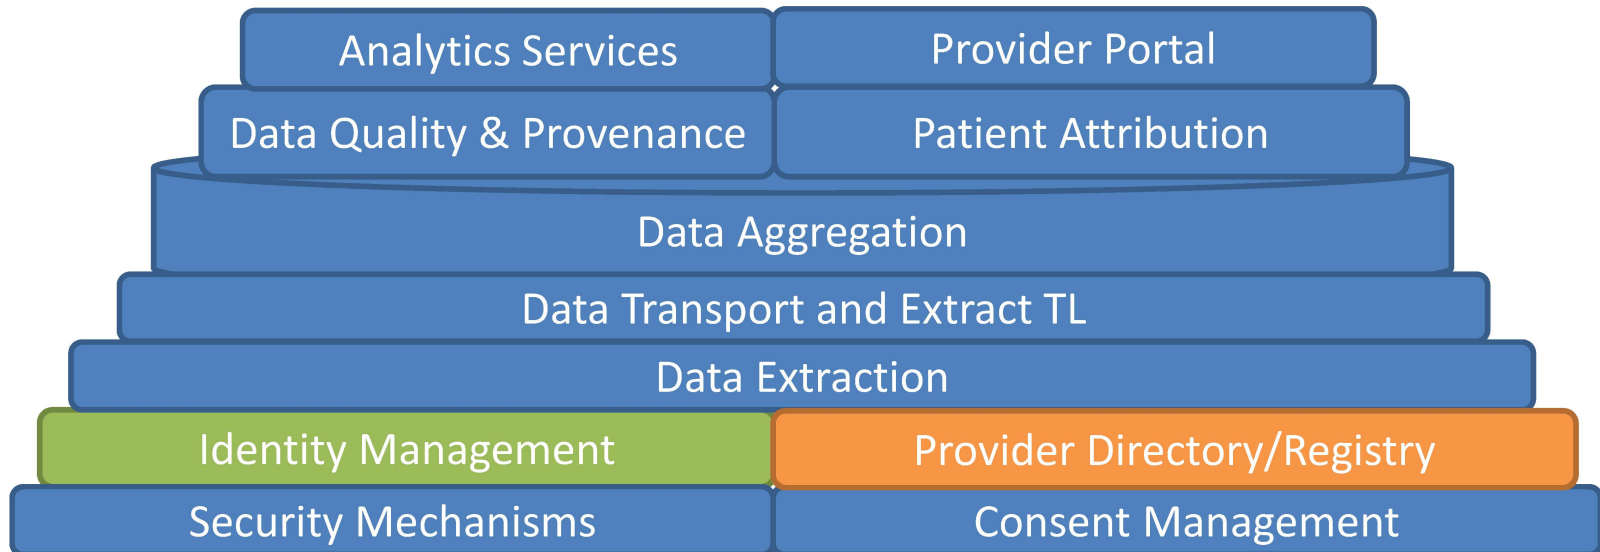 Analytics Services
Provider Portal
Data Quality & Provenance
Patient Attribution
Data Aggregation
Data Transport and Extract TL
Data Extraction
Identity Management
Provider Directory/Registry
Security Mechanisms
Consent Management